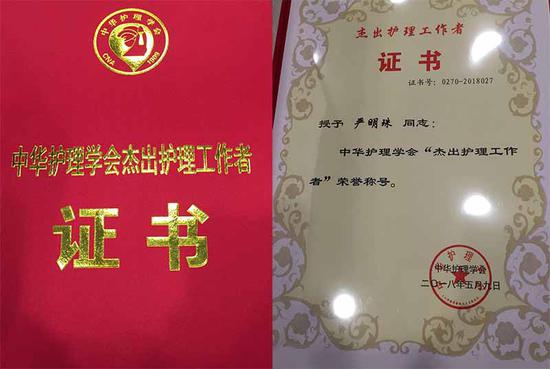 中华护理学会
CNA 1909
中华护理学会杰出护理工作者
证书
杰出护理工作者
证书
证书号：0270-2018027
授予 严明珠 同志：
中华护理学会“杰出护理工作
者”荣誉称号。
中华护理学会
二〇一八年五月九日